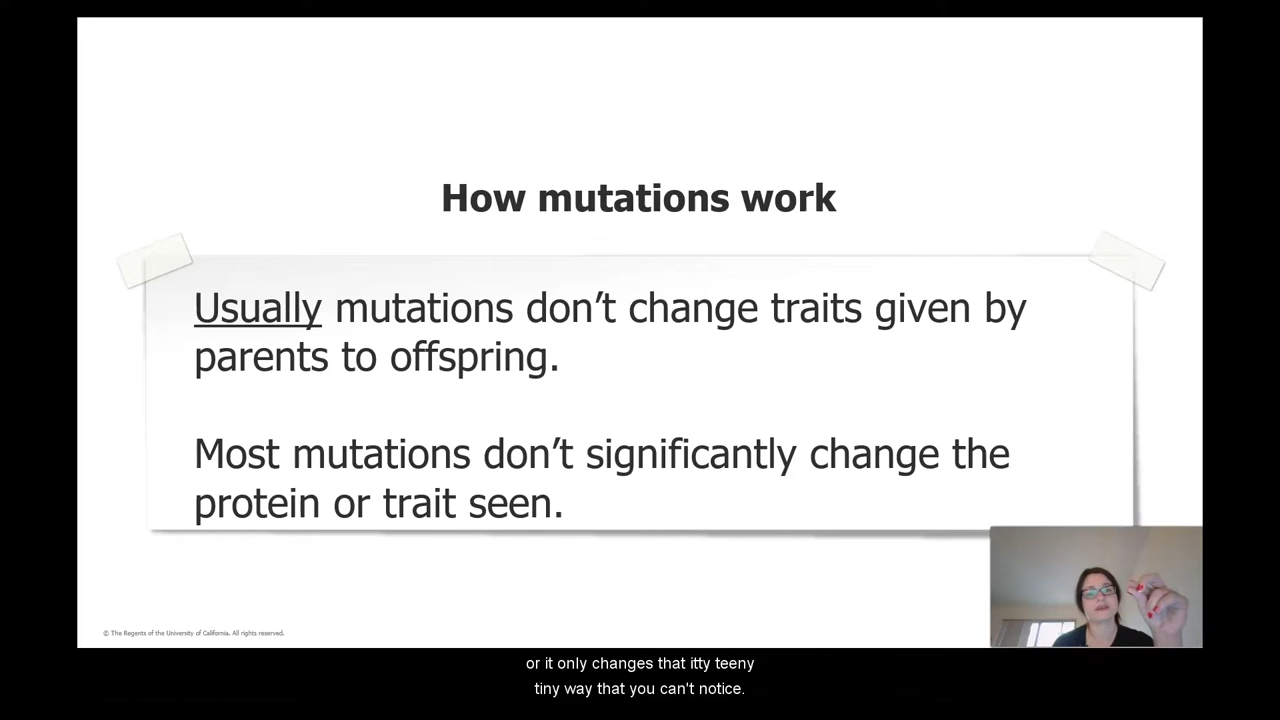 How mutations work
Usually mutations don’t change traits given by
parents to offspring.
Most mutations don’t significantly change the
protein or trait seen.
© The Regents of the University of California. All rights reserved.
or it only changes that itty teeny
tiny way that you can't notice.